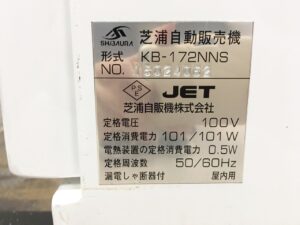 SHIBAURA
芝浦自動販売機
形式 KB-172NNS
NO.
PSE
JET
芝浦自販機株式会社
定格電圧 100V
定格消費電力 101/101W
電熱装置の定格消費電力 0.5W
定格周波数 50/60Hz
漏電しゃ断器付 屋内用